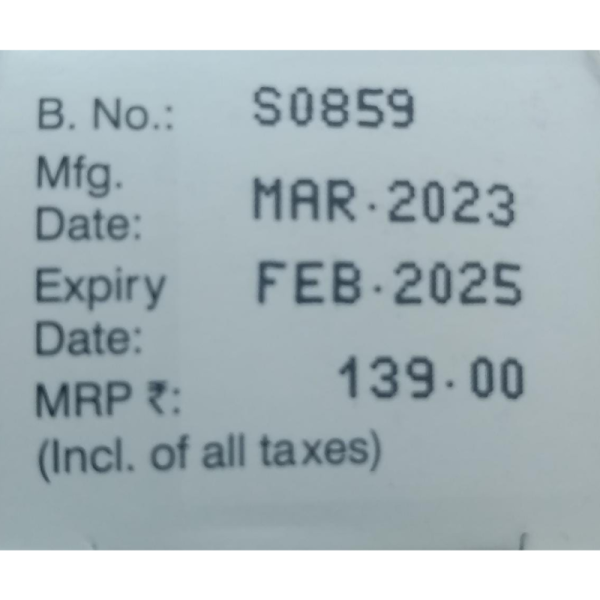 B. No.: S0859
Mfg.
Date: MAR.2023
Expiry FEB.2025
Date:
MRP ₹: 139.00
(Incl. of all taxes)